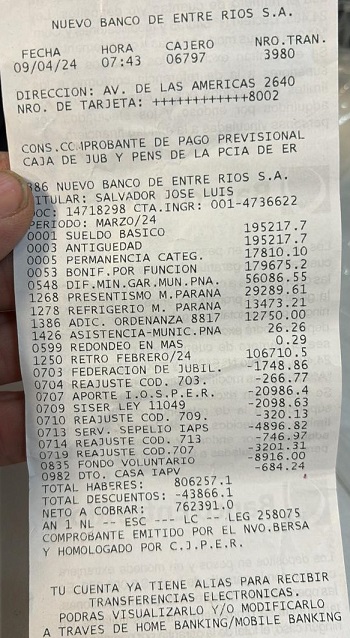 NUEVO BANCO DE ENTRE RIOS S.A.
FECHA HORA CAJERO NRO.TRAN.
09/04/24 07:43 06797 3980
DIRECCION: AV. DE LAS AMERICAS 2640
NRO. DE TARJETA: ++++++++++++8002
CONS.CC.IPROBANTE DE PAGO PREVISIONAL
CAJA DE JUB Y PENS DE LA PCIA DE ER
386 NUEVO BANCO DE ENTRE RIOS S.A.
TITULAR: SALVADOR JOSE LUIS
DOC: 14718298 CTA.INGR: 001-4736622
PERIODO: MARZO/24
0001 SUELDO BASICO 195217.7
0003 ANTIGUEDAD 195217.7
0005 PERMANENCIA CATEG. 17810.10
0053 BONIF.POR FUNCION 179675.2
0548 DIF.MIN.GAR.MUN.PNA. 56086.55
1268 PRESENTISMO M.PARANA 29289.61
1278 REFRIGERIO M.PARANA 13473.21
1386 ADIC. ORDENANZA 8817 12750.00
1426 ASISTENCIA-MUNIC.PNA 26.26
0599 REDONDEO EN MAS 0.29
1250 RETRO FEBRERO/24 106710.5
0703 FEDERACION DE JUBIL. -1748.86
0704 REAJUSTE COD. 703. -266.77
0707 APORTE I.O.S.P.E.R. -20986.4
0709 SISER LEY 11049 -2098.63
0710 REAJUSTE COD. 709. -320.13
0713 SERV. SEPELIO IAPS -4896.82
0714 REAJUSTE COD. 713 -746.97
0719 REAJUSTE COD.707 -3201.31
0835 FONDO VOLUNTARIO -8916.00
0982 DTO. CASA IAPV -684.24
TOTAL HABERES: 806257.1
TOTAL DESCUENTOS: -43866.1
NETO A COBRAR: 762391.0
AN 1 NL -- ESC --- LC -- LEG 258075
COMPROBANTE EMITIDO POR EL NVO.BERSA
Y HOMOLOGADO POR C.J.P.E.R.
TU CUENTA YA TIENE ALIAS PARA RECIBIR
TRANSFERENCIAS ELECTRONICAS.
PODRAS VISUALIZARLO Y/O MODIFICARLO
A TRAVES DE HOME BANKING/MOBILE BANKING